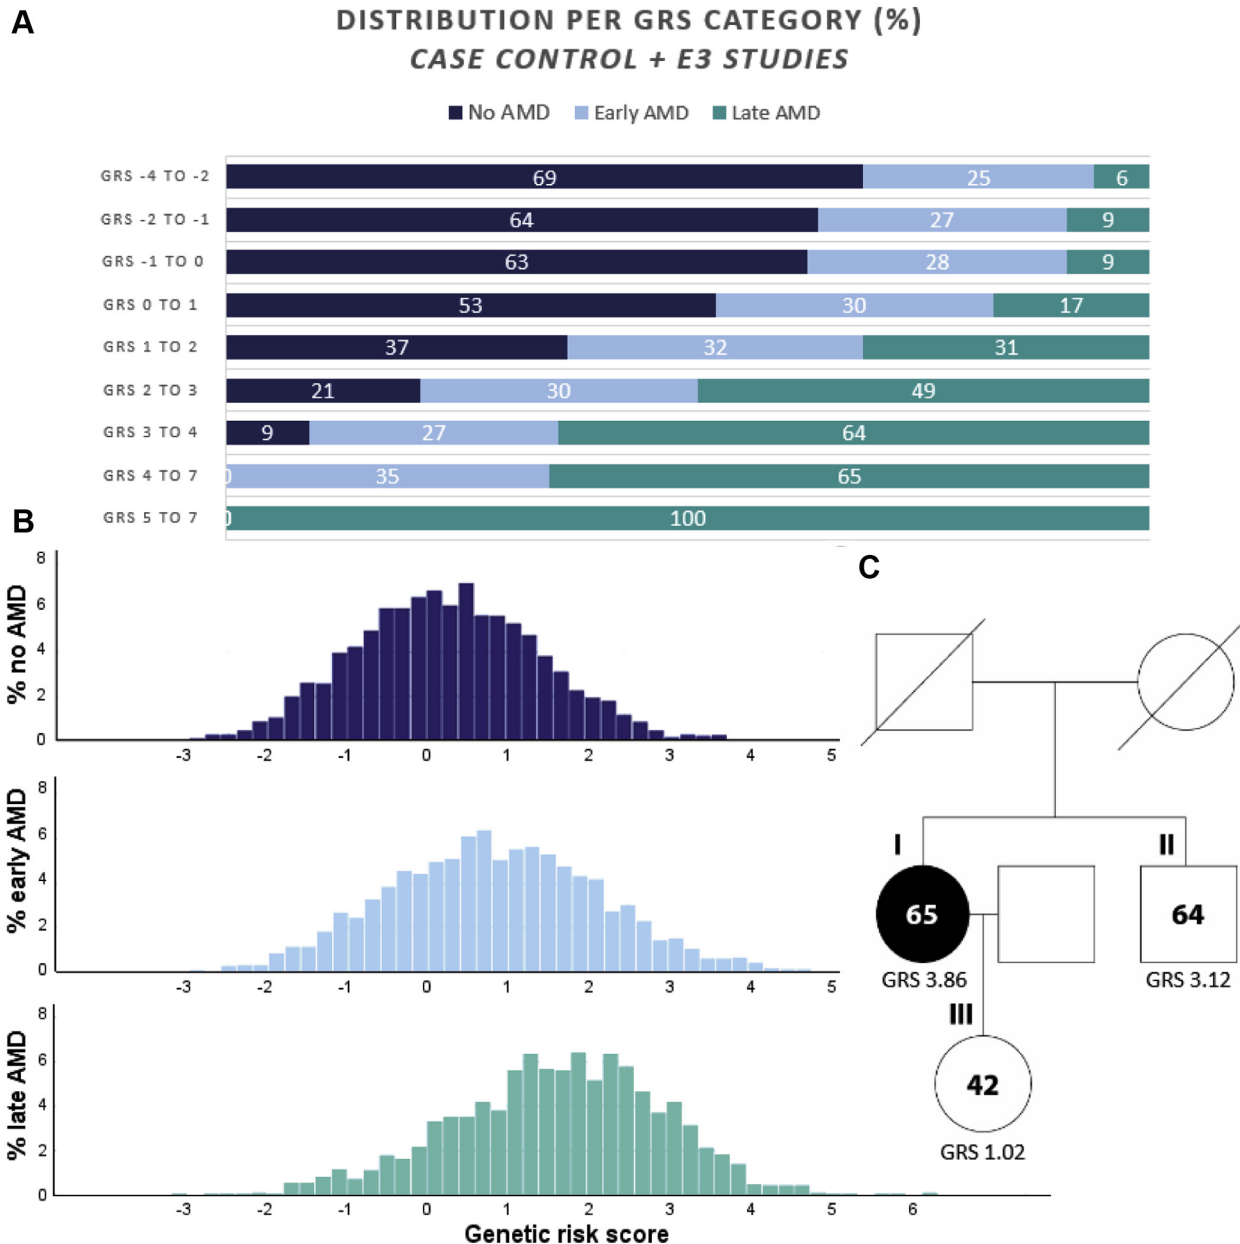 A
DISTRIBUTION PER GRS CATEGORY (%)
CASE CONTROL + E3 STUDIES
No AMD Early AMD Late AMD
GRS -4 TO -2 69 25 6
GRS -2 TO -1 64 27 9
GRS -1 TO 0 63 28 9
GRS 0 TO 1 53 30 17
GRS 1 TO 2 37 32 31
GRS 2 TO 3 21 30 49
GRS 3 TO 4 9 27 64
GRS 4 TO 7 0 35 65
GRS 5 TO 7 0 100
B
% no AMD
8
6
4
2
0
-3 -2 -1 0 1 2 3 4 5
% early AMD
8
6
4
2
0
-3 -2 -1 0 1 2 3 4 5
% late AMD
8
6
4
2
0
-3 -2 -1 0 1 2 3 4 5 6
Genetic risk score
C
I II
65 64
GRS 3.86 GRS 3.12
III
42
GRS 1.02